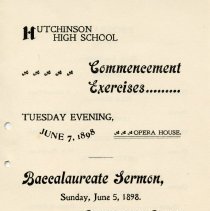 HUTCHINSON
HIGH SCHOOL
Commencement
Exercises.........
TUESDAY EVENING,
JUNE 7, 1898
OPERA HOUSE.
Baccalaureate Sermon,
Sunday, June 5, 1898.